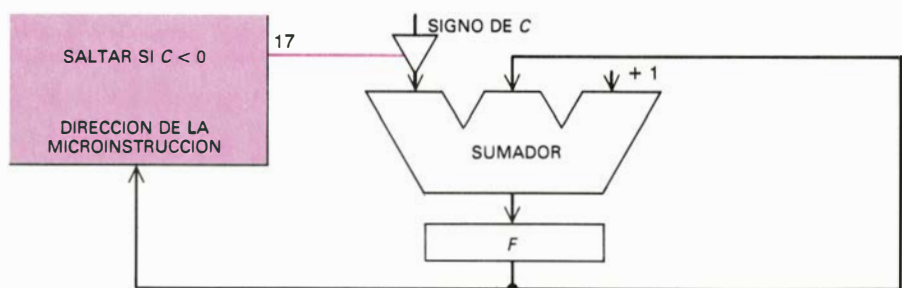 SIGNO DE C
17
SALTAR SI C < 0
+ 1
DIRECCION DE LA
MICROINSTRUCCION
SUMADOR
F